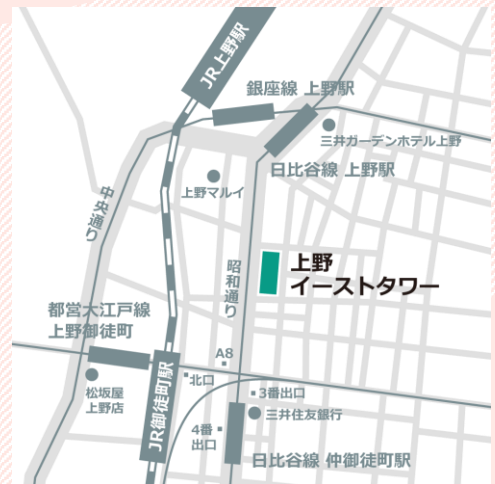 JR上野駅
銀座線 上野駅
三井ガーデンホテル上野
日比谷線 上野駅
上野マルイ
中央通り
昭和通り
上野
イーストタワー
都営大江戸線
上野御徒町
A8
北口
松坂屋
上野店
JR御徒町駅
3番出口
三井住友銀行
4番
出口
日比谷線 仲御徒町駅